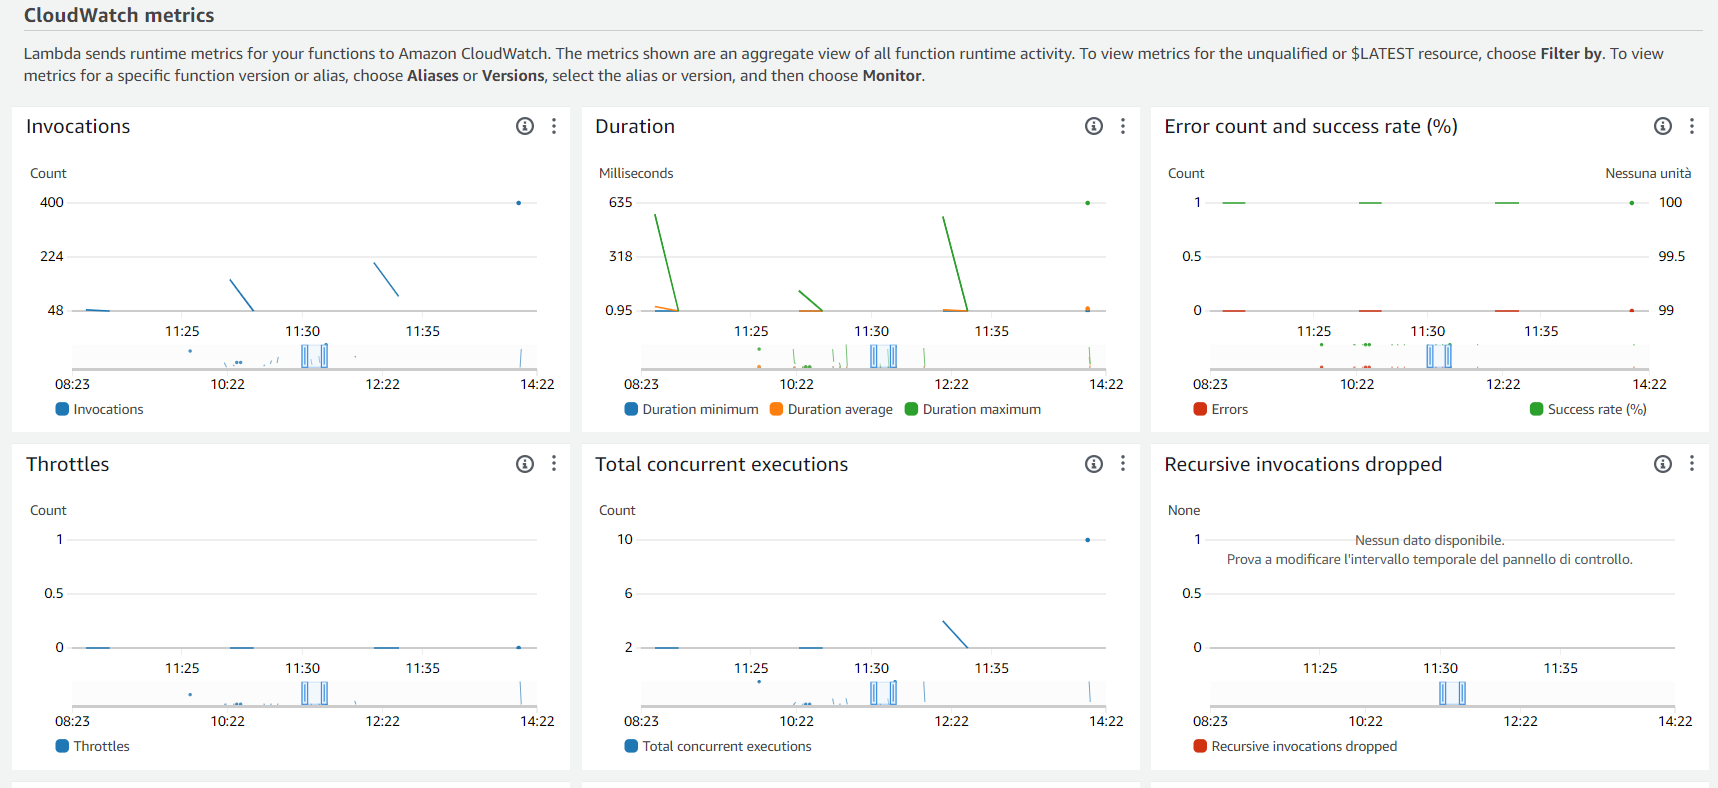 CloudWatch metrics
Lambda sends runtime metrics for your functions to Amazon CloudWatch. The metrics shown are an aggregate view of all function runtime activity. To view metrics for the unqualified or $LATEST resource, choose Filter by. To view
metrics for a specific function version or alias, choose Aliases or Versions, select the alias or version, and then choose Monitor.
Invocations
Count
400
224
48
11:25 11:30 11:35
08:23 10:22 12:22 14:22
Invocations
Duration
Milliseconds
635
318
0.95
11:25 11:30 11:35
08:23 10:22 12:22 14:22
Duration minimum Duration average Duration maximum
Error count and success rate (%)
Count Nessuna unità
1 100
0.5 99.5
0 99
11:25 11:30 11:35
08:23 10:22 12:22 14:22
Errors Success rate (%)
Throttles
Count
1
0.5
0
11:25 11:30 11:35
08:23 10:22 12:22 14:22
Throttles
Total concurrent executions
Count
10
6
2
11:25 11:30 11:35
08:23 10:22 12:22 14:22
Total concurrent executions
Recursive invocations dropped
None
1
Nessun dato disponibile.
Prova a modificare l'intervallo temporale del pannello di controllo.
0.5
0
11:25 11:30 11:35
08:23 10:22 12:22 14:22
Recursive invocations dropped